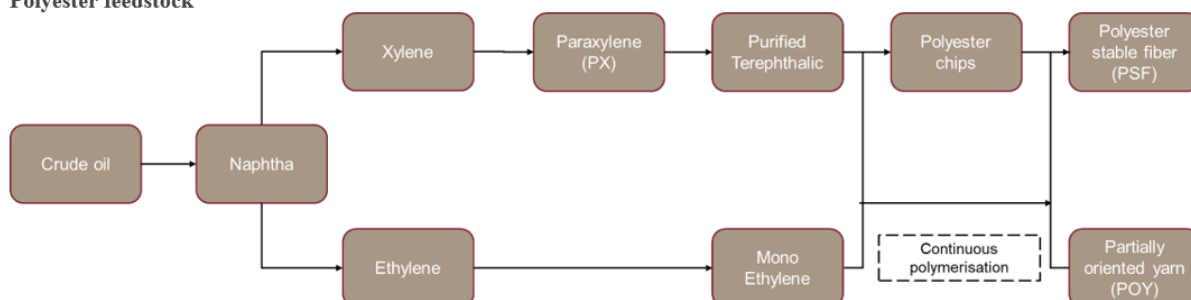 Polyester feedstock
Xylene
Paraxylene
(PX)
Purified
Terephthalic
Polyester
chips
Polyester
stable fiber
(PSF)
Crude oil
Naphtha
Ethylene
Mono
Ethylene
Continuous
polymerisation
Partially
oriented yarn
(POY)